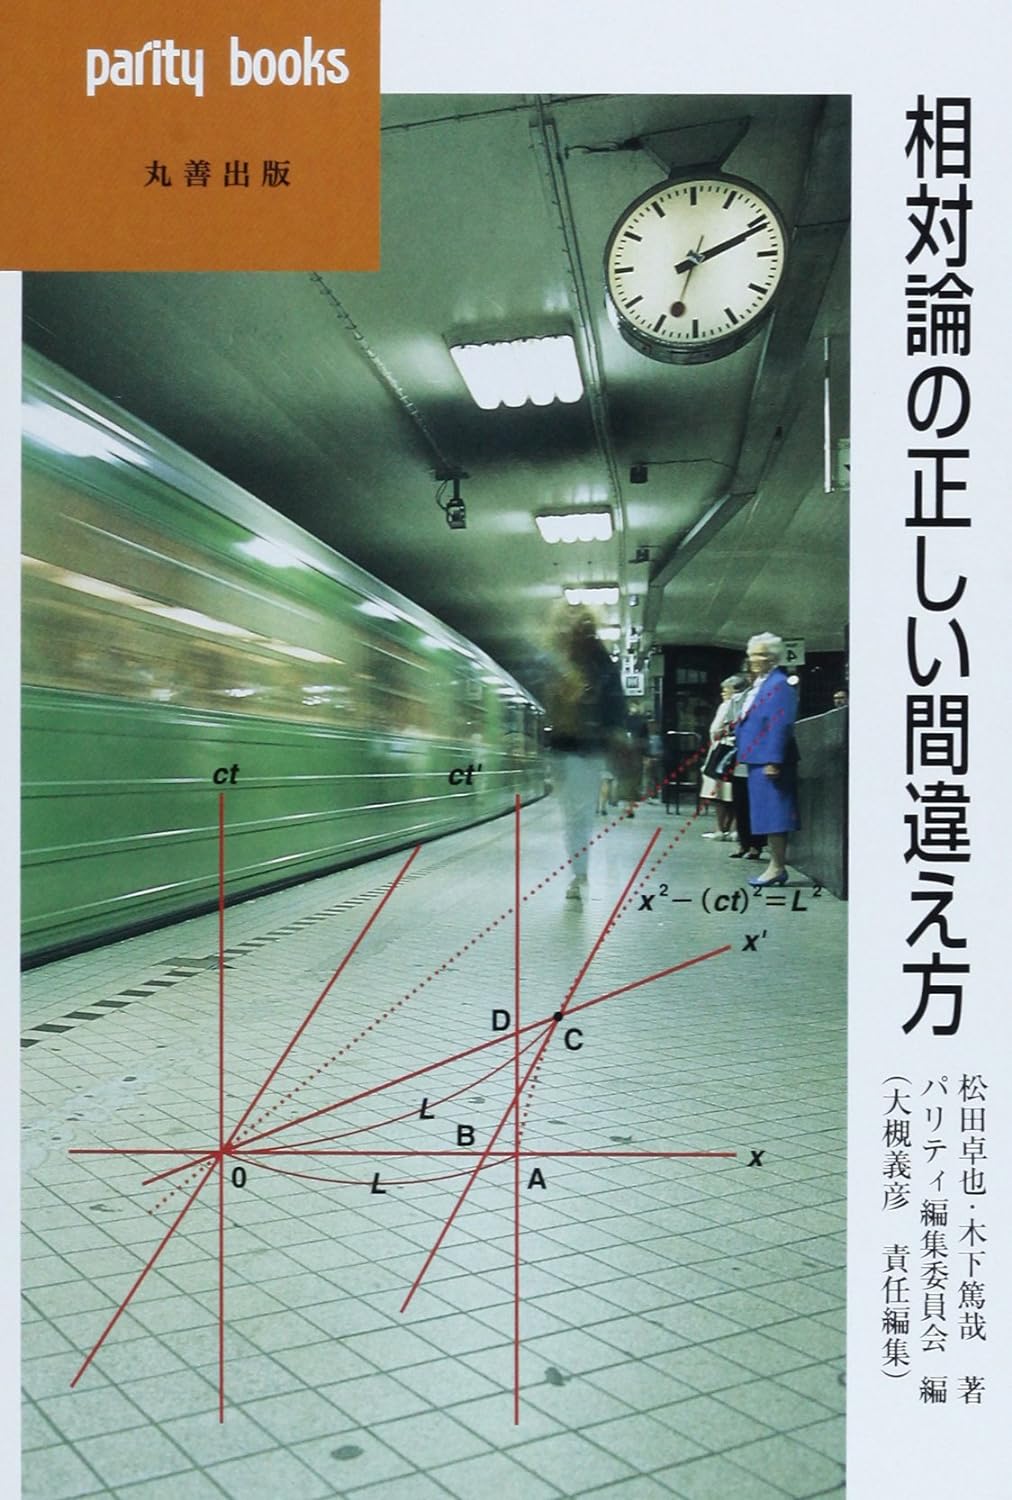 parity books
丸善出版
相対論の正しい間違え方
松田卓也・木下篤哉 著
パリティ編集委員会 編
(大槻義彦 責任編集)
4
ct
ct'
x²−(ct)²=L²
x'
D
C
L
B
x
0
L
A